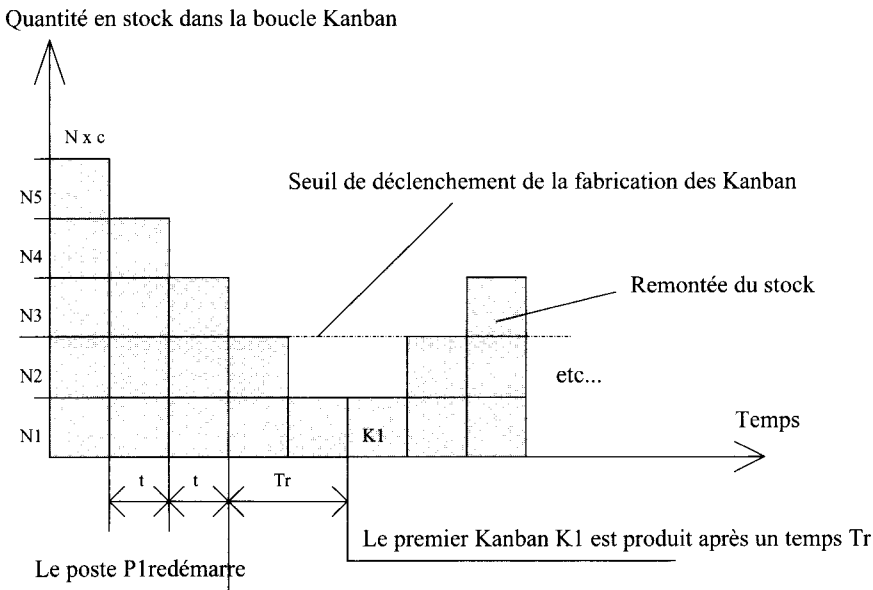 Quantité en stock dans la boucle Kanban
N x c
Seuil de déclenchement de la fabrication des Kanban
N5
N4
N3
Remontée du stock
N2
etc...
N1
K1
Temps
t
t
Tr
Le premier Kanban K1 est produit après un temps Tr
Le poste P1redémarre